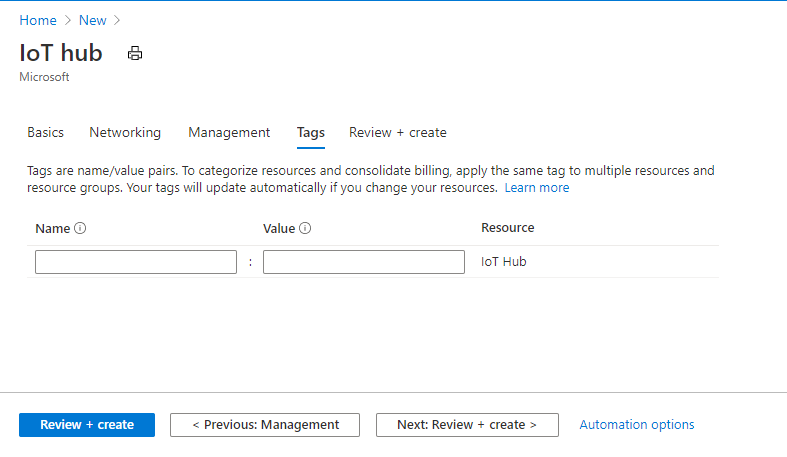 Home > New >
IoT hub
Microsoft
Basics Networking Management Tags Review + create
Tags are name/value pairs. To categorize resources and consolidate billing, apply the same tag to multiple resources and
resource groups. Your tags will update automatically if you change your resources. Learn more
Name Value Resource
: IoT Hub
Review + create < Previous: Management Next: Review + create > Automation options